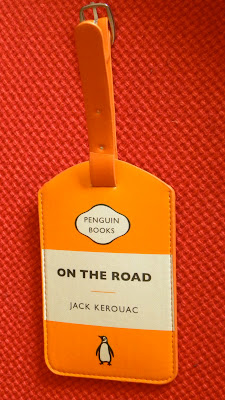 PENGUIN
BOOKS
ON THE ROAD
JACK KEROUAC